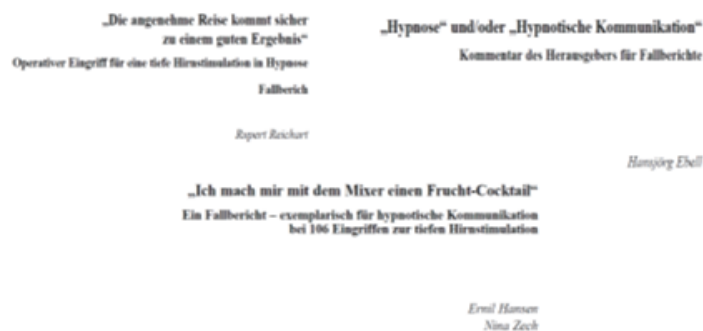 „Die angenehme Reise kommt sicher
zu einem guten Ergebnis“
Operativer Eingriff für eine tiefe Hirnstimulation in Hypnose
Fallberich
Rupert Reichart
„Hypnose“ und/oder „Hypnotische Kommunikation“
Kommentar des Herausgebers für Fallberichte
Hansjörg Ebell
„Ich mach mir mit dem Mixer einen Frucht-Cocktail“
Ein Fallbericht – exemplarisch für hypnotische Kommunikation
bei 106 Eingriffen zur tiefen Hirnstimulation
Ernil Hansen
Nina Zech